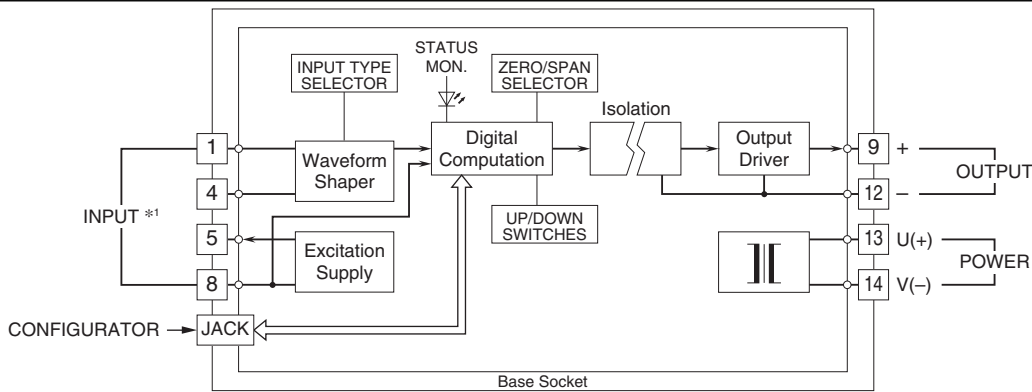 STATUS
MON.
INPUT TYPE
SELECTOR
ZERO/SPAN
SELECTOR
Isolation
1
Waveform
Shaper
Digital
Computation
Output
Driver
9 +
4
12 –
OUTPUT
INPUT *1
5
Excitation
Supply
UP/DOWN
SWITCHES
13 U(+)
8
14 V(–)
POWER
CONFIGURATOR
JACK
Base Socket